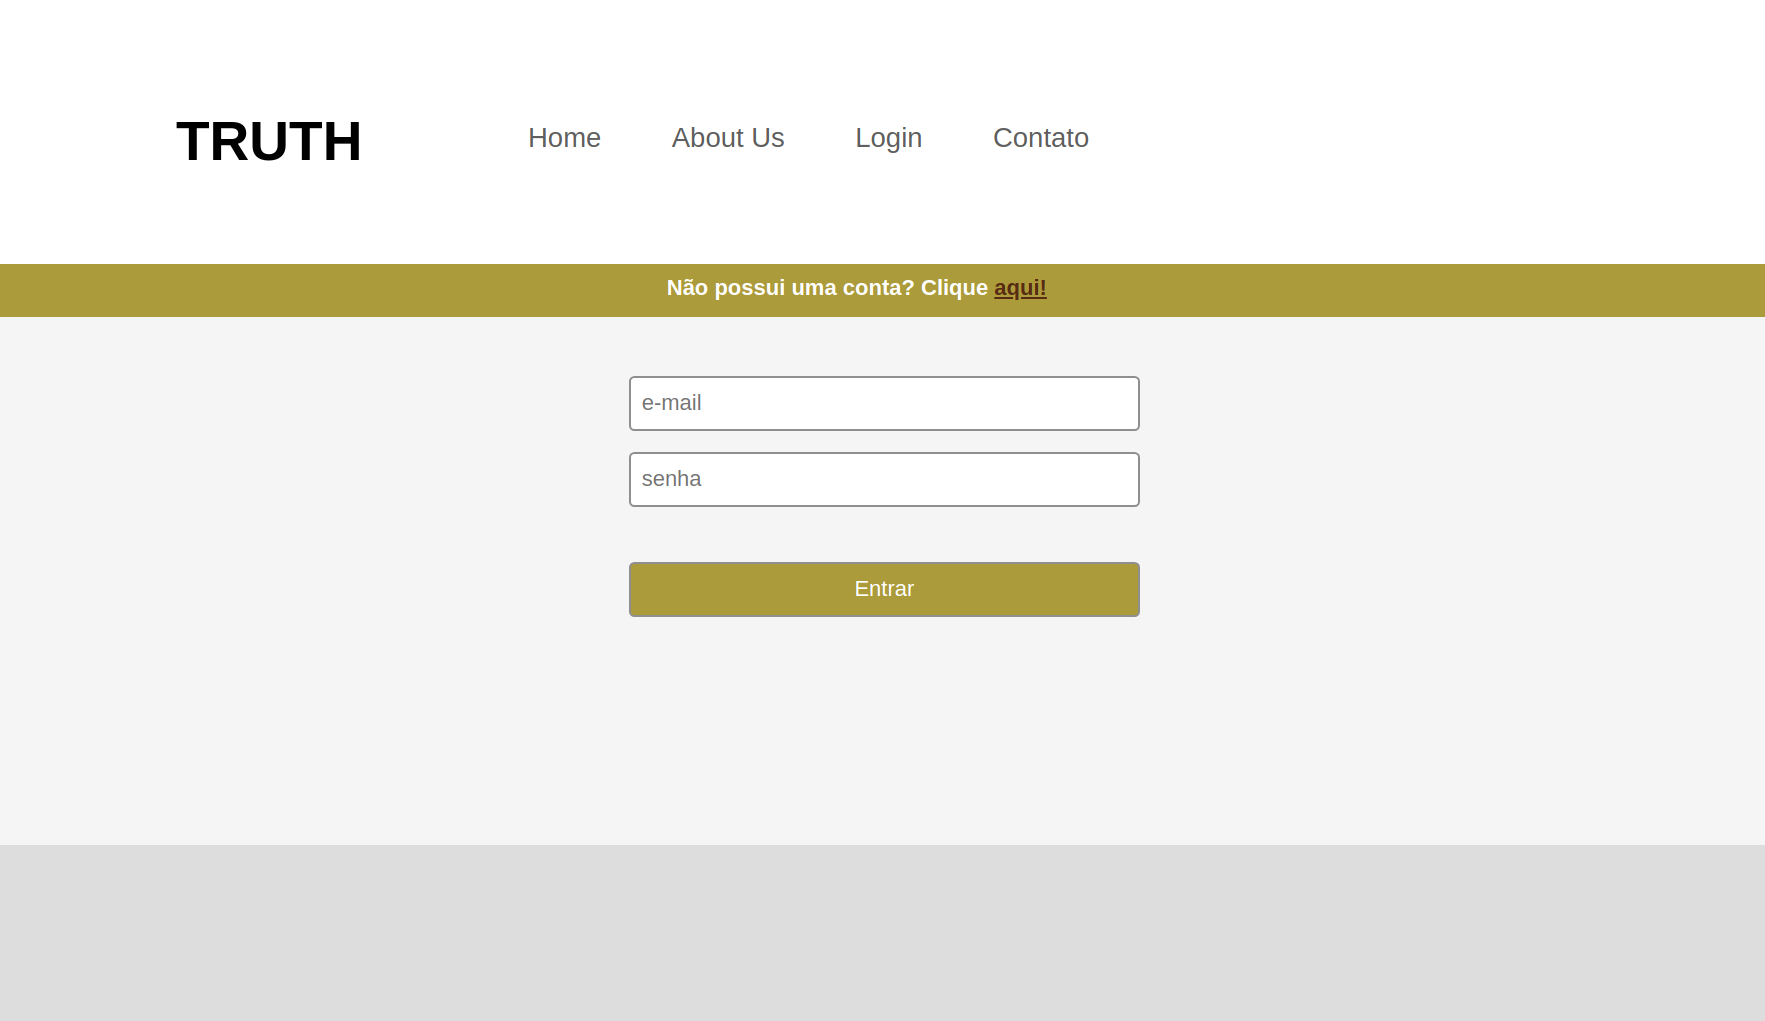 TRUTH Home About Us Login Contato
Não possui uma conta? Clique aqui!
e-mail
senha
Entrar